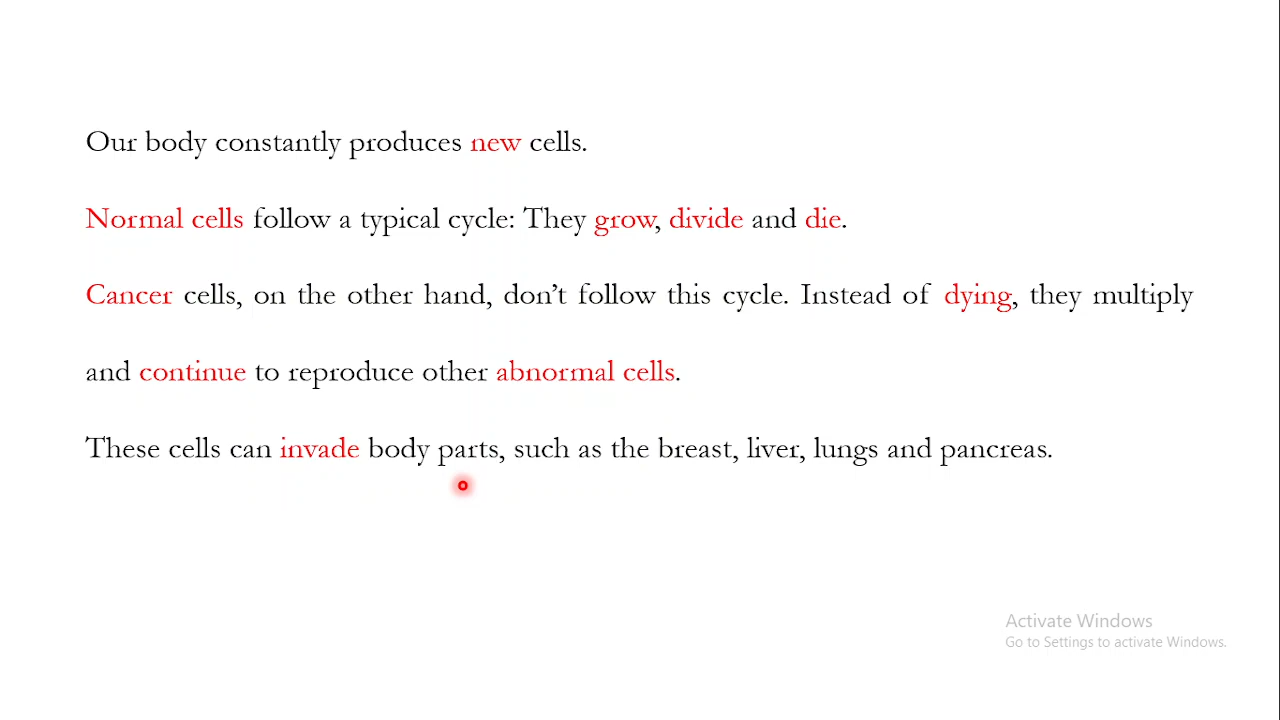 Our body constantly produces new cells.
Normal cells follow a typical cycle: They grow, divide and die.
Cancer cells, on the other hand, don’t follow this cycle. Instead of dying, they multiply
and continue to reproduce other abnormal cells.
These cells can invade body parts, such as the breast, liver, lungs and pancreas.
Activate Windows
Go to Settings to activate Windows.